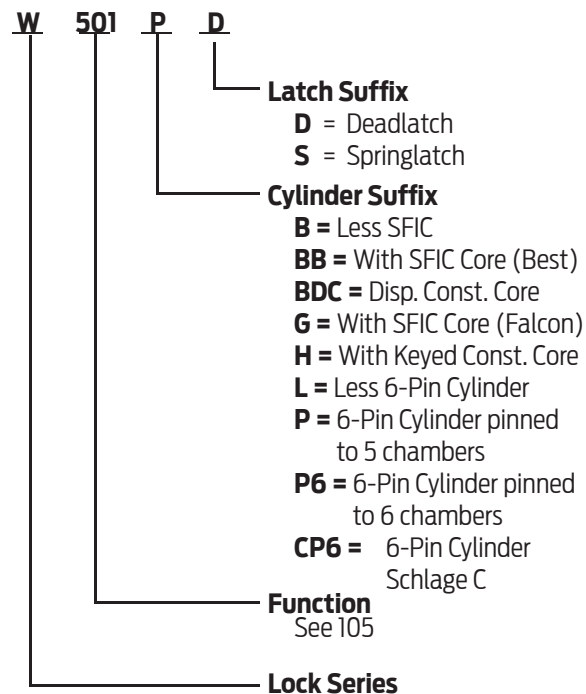 W 501 P D
Latch Suffix
D = Deadlatch
S = Springlatch
Cylinder Suffix
B = Less SFIC
BB = With SFIC Core (Best)
BDC = Disp. Const. Core
G = With SFIC Core (Falcon)
H = With Keyed Const. Core
L = Less 6-Pin Cylinder
P = 6-Pin Cylinder pinned
to 5 chambers
P6 = 6-Pin Cylinder pinned
to 6 chambers
CP6 = 6-Pin Cylinder
Schlage C
Function
See 105
Lock Series